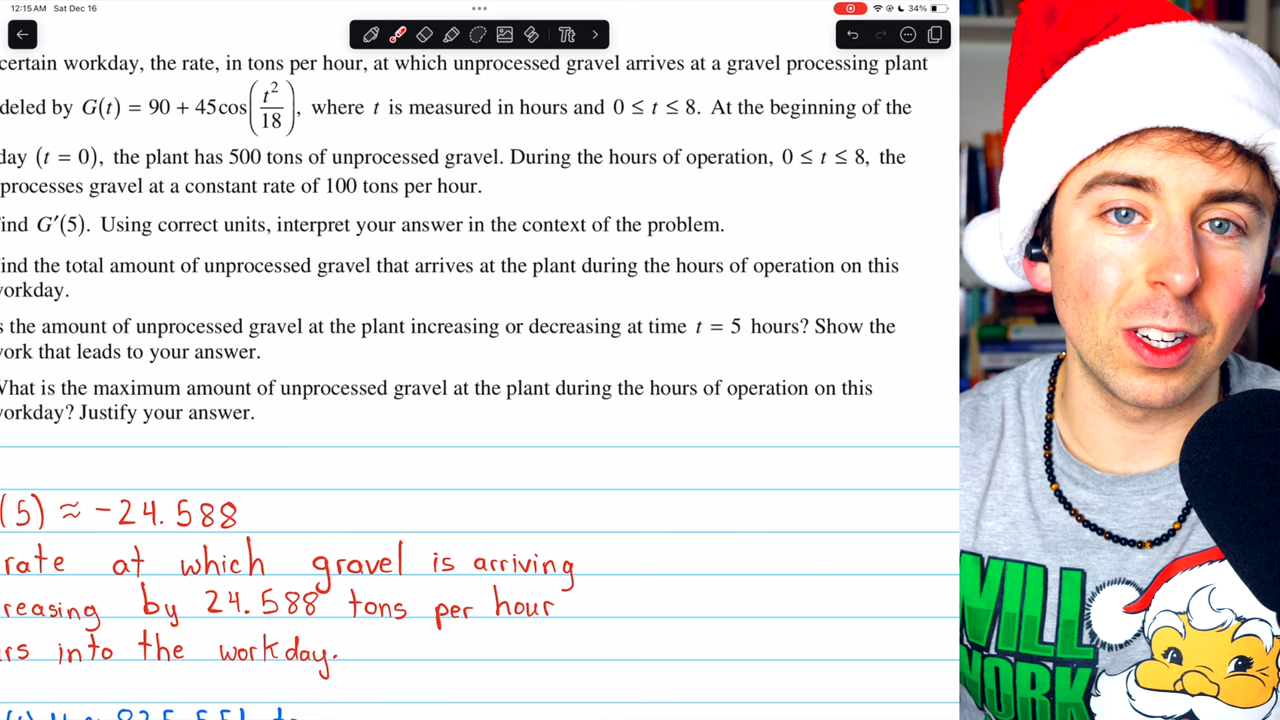 12:15 AM Sat Dec 16
34%
certain workday, the rate, in tons per hour, at which unprocessed gravel arrives at a gravel processing plant
deled by G(t) = 90 + 45cos(t²/18), where t is measured in hours and 0 ≤ t ≤ 8. At the beginning of the
day (t = 0), the plant has 500 tons of unprocessed gravel. During the hours of operation, 0 ≤ t ≤ 8, the
processes gravel at a constant rate of 100 tons per hour.
ind G′(5). Using correct units, interpret your answer in the context of the problem.
ind the total amount of unprocessed gravel that arrives at the plant during the hours of operation on this
workday.
s the amount of unprocessed gravel at the plant increasing or decreasing at time t = 5 hours? Show the
work that leads to your answer.
What is the maximum amount of unprocessed gravel at the plant during the hours of operation on this
workday? Justify your answer.
(5) ≈ -24.588
rate at which gravel is arriving
reasing by 24.588 tons per hour
rs into the workday.
WILL
WORK